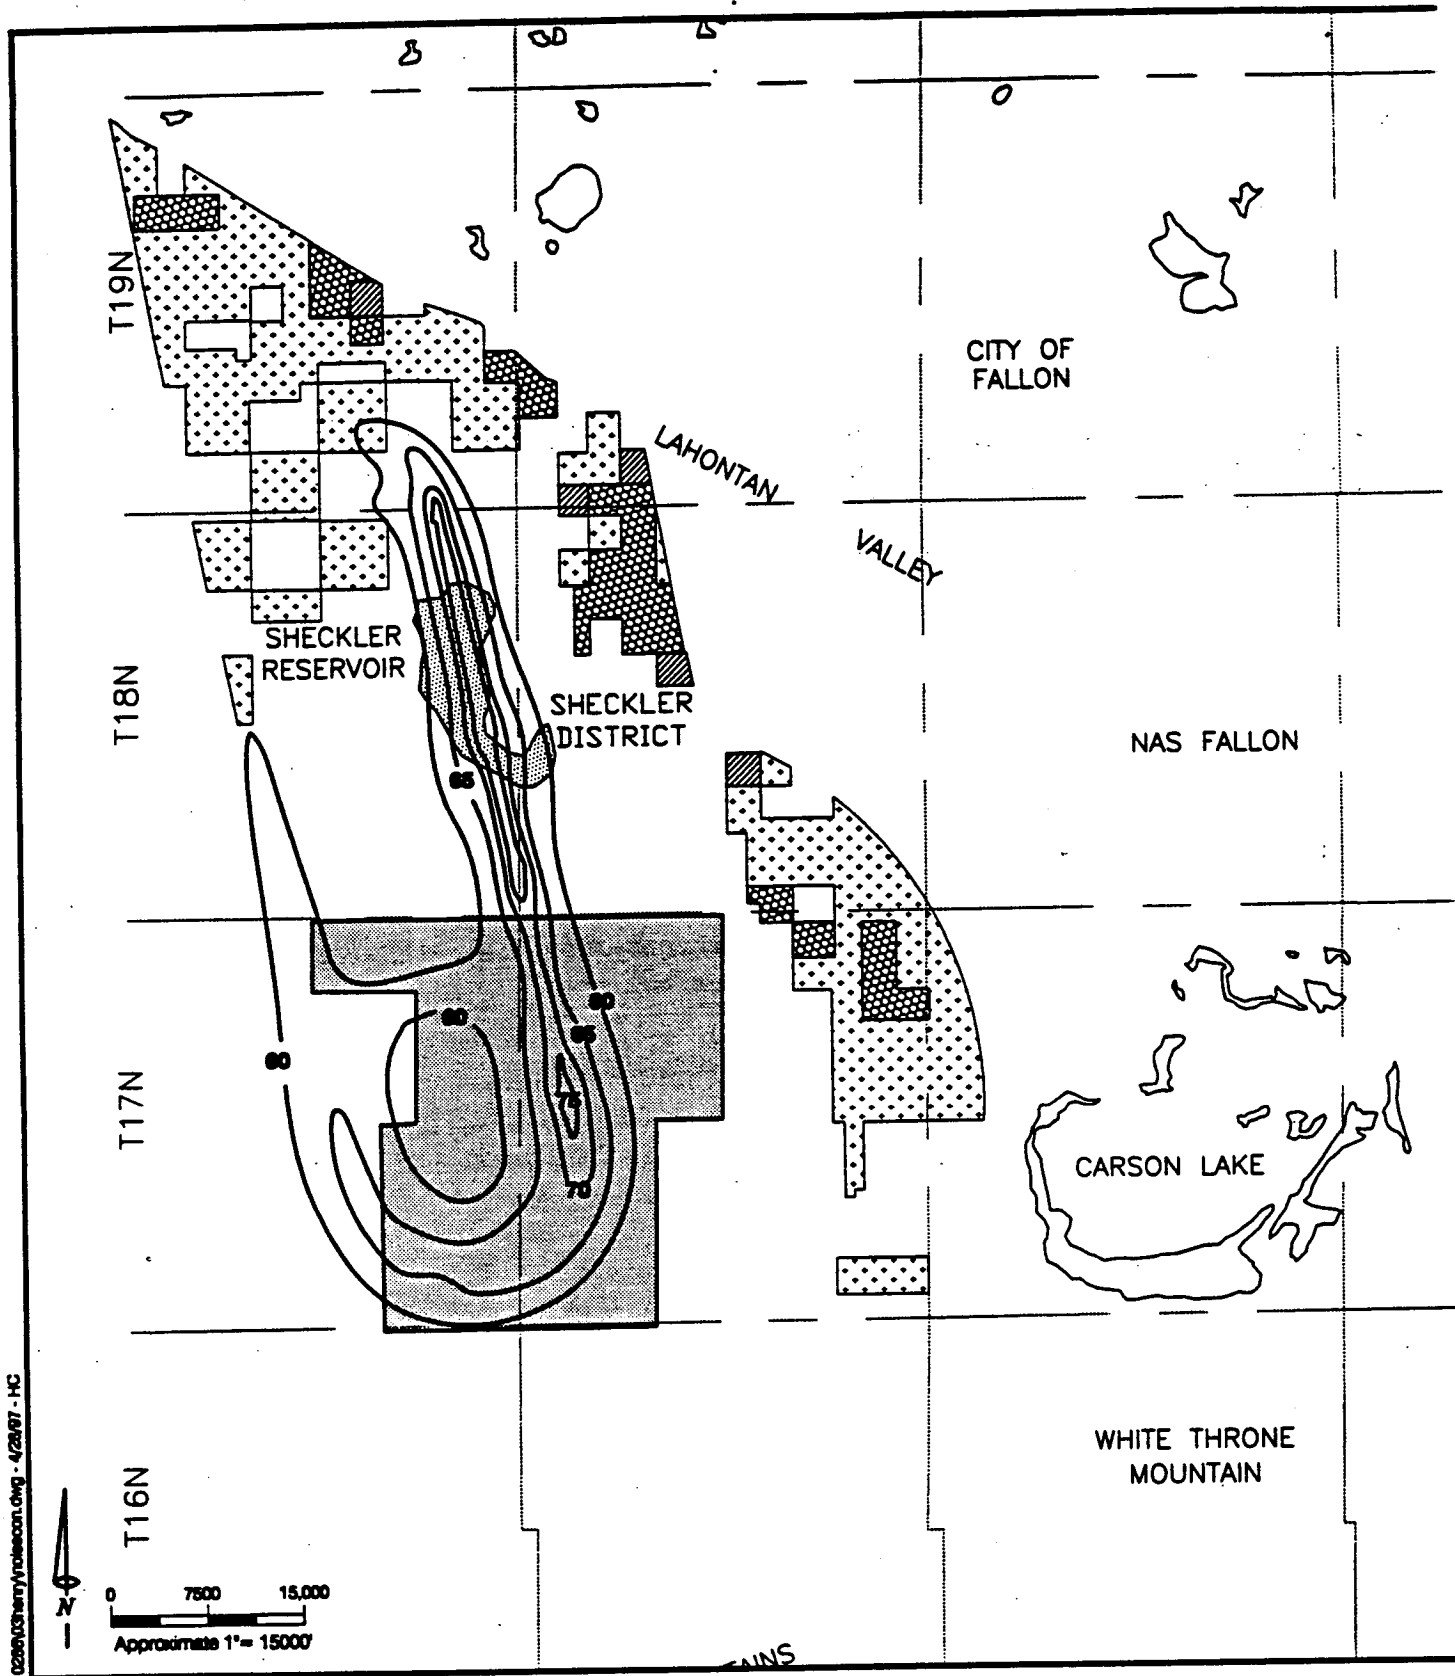 T19N
CITY OF
FALLON
LAHONTAN
VALLEY
SHECKLER
RESERVOIR
T18N
SHECKLER
DISTRICT
NAS FALLON
65
60
60
65
60
75
T17N
CARSON LAKE
70
WHITE THRONE
MOUNTAIN
T16N
N
0 7500 15,000
Approximate 1"= 15000'